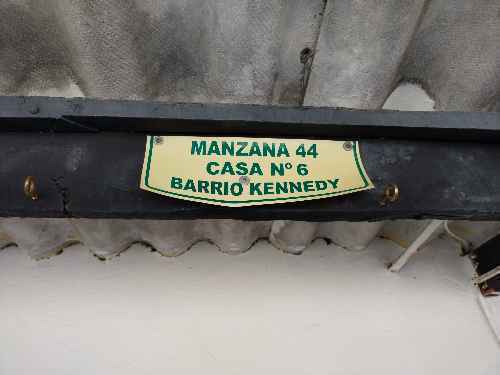 MANZANA 44
CASA Nº 6
BARRIO KENNEDY